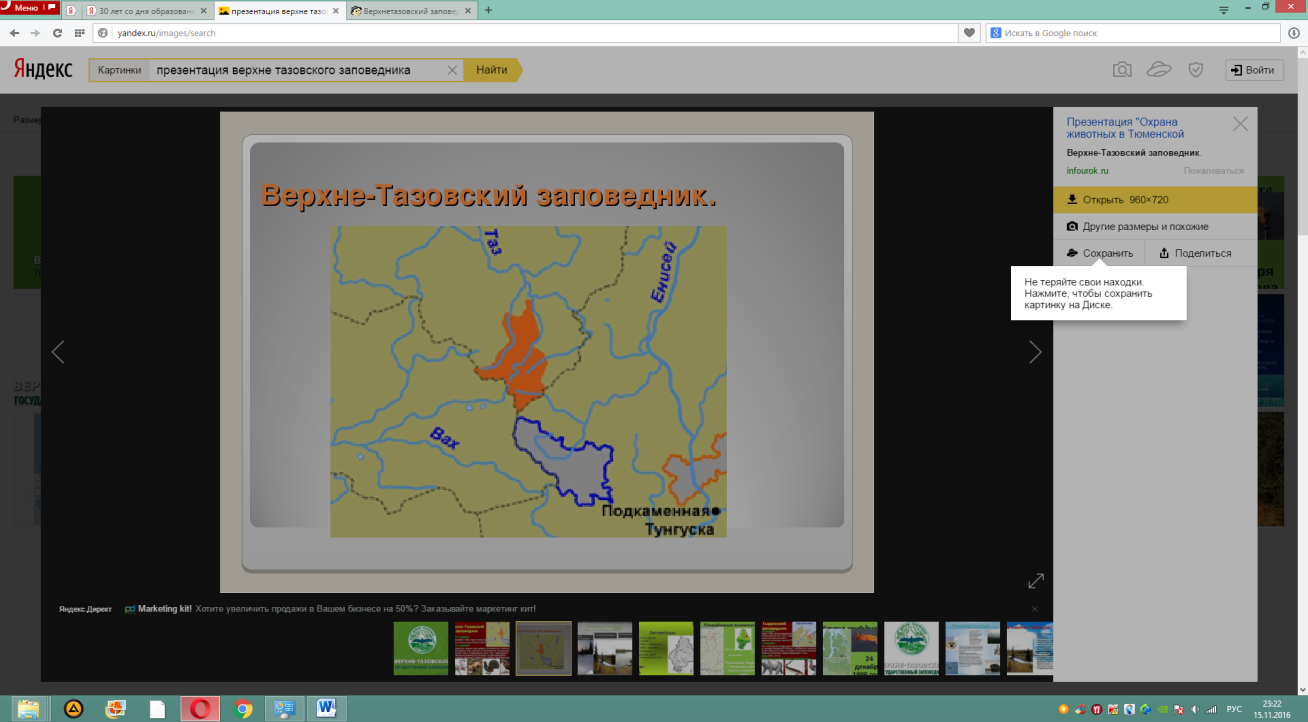 Меню
30 лет со дня образован
презентация верхне тазо
Верхнетазовский запове
yandex.ru/images/search
Искать в Google поиск
Яндекс
Картинки
презентация верхне тазовского заповедника
Найти
Войти
Верхне-Тазовский заповедник.
Таз
Енисей
Вах
Подкаменная
Тунгуска
Презентация "Охрана
животных в Тюменской
Верхне-Тазовский заповедник.
infourok.ru
Пожаловаться
Открыть 960×720
Другие размеры и похожие
Сохранить
Поделиться
Не теряйте свои находки.
Нажмите, чтобы сохранить
картинку на Диске.
Яндекс Директ
Marketing kit! Хотите увеличить продажи в Вашем бизнесе на 50%? Заказывайте маркетинг кит!
РУС
23:22
15.11.2016